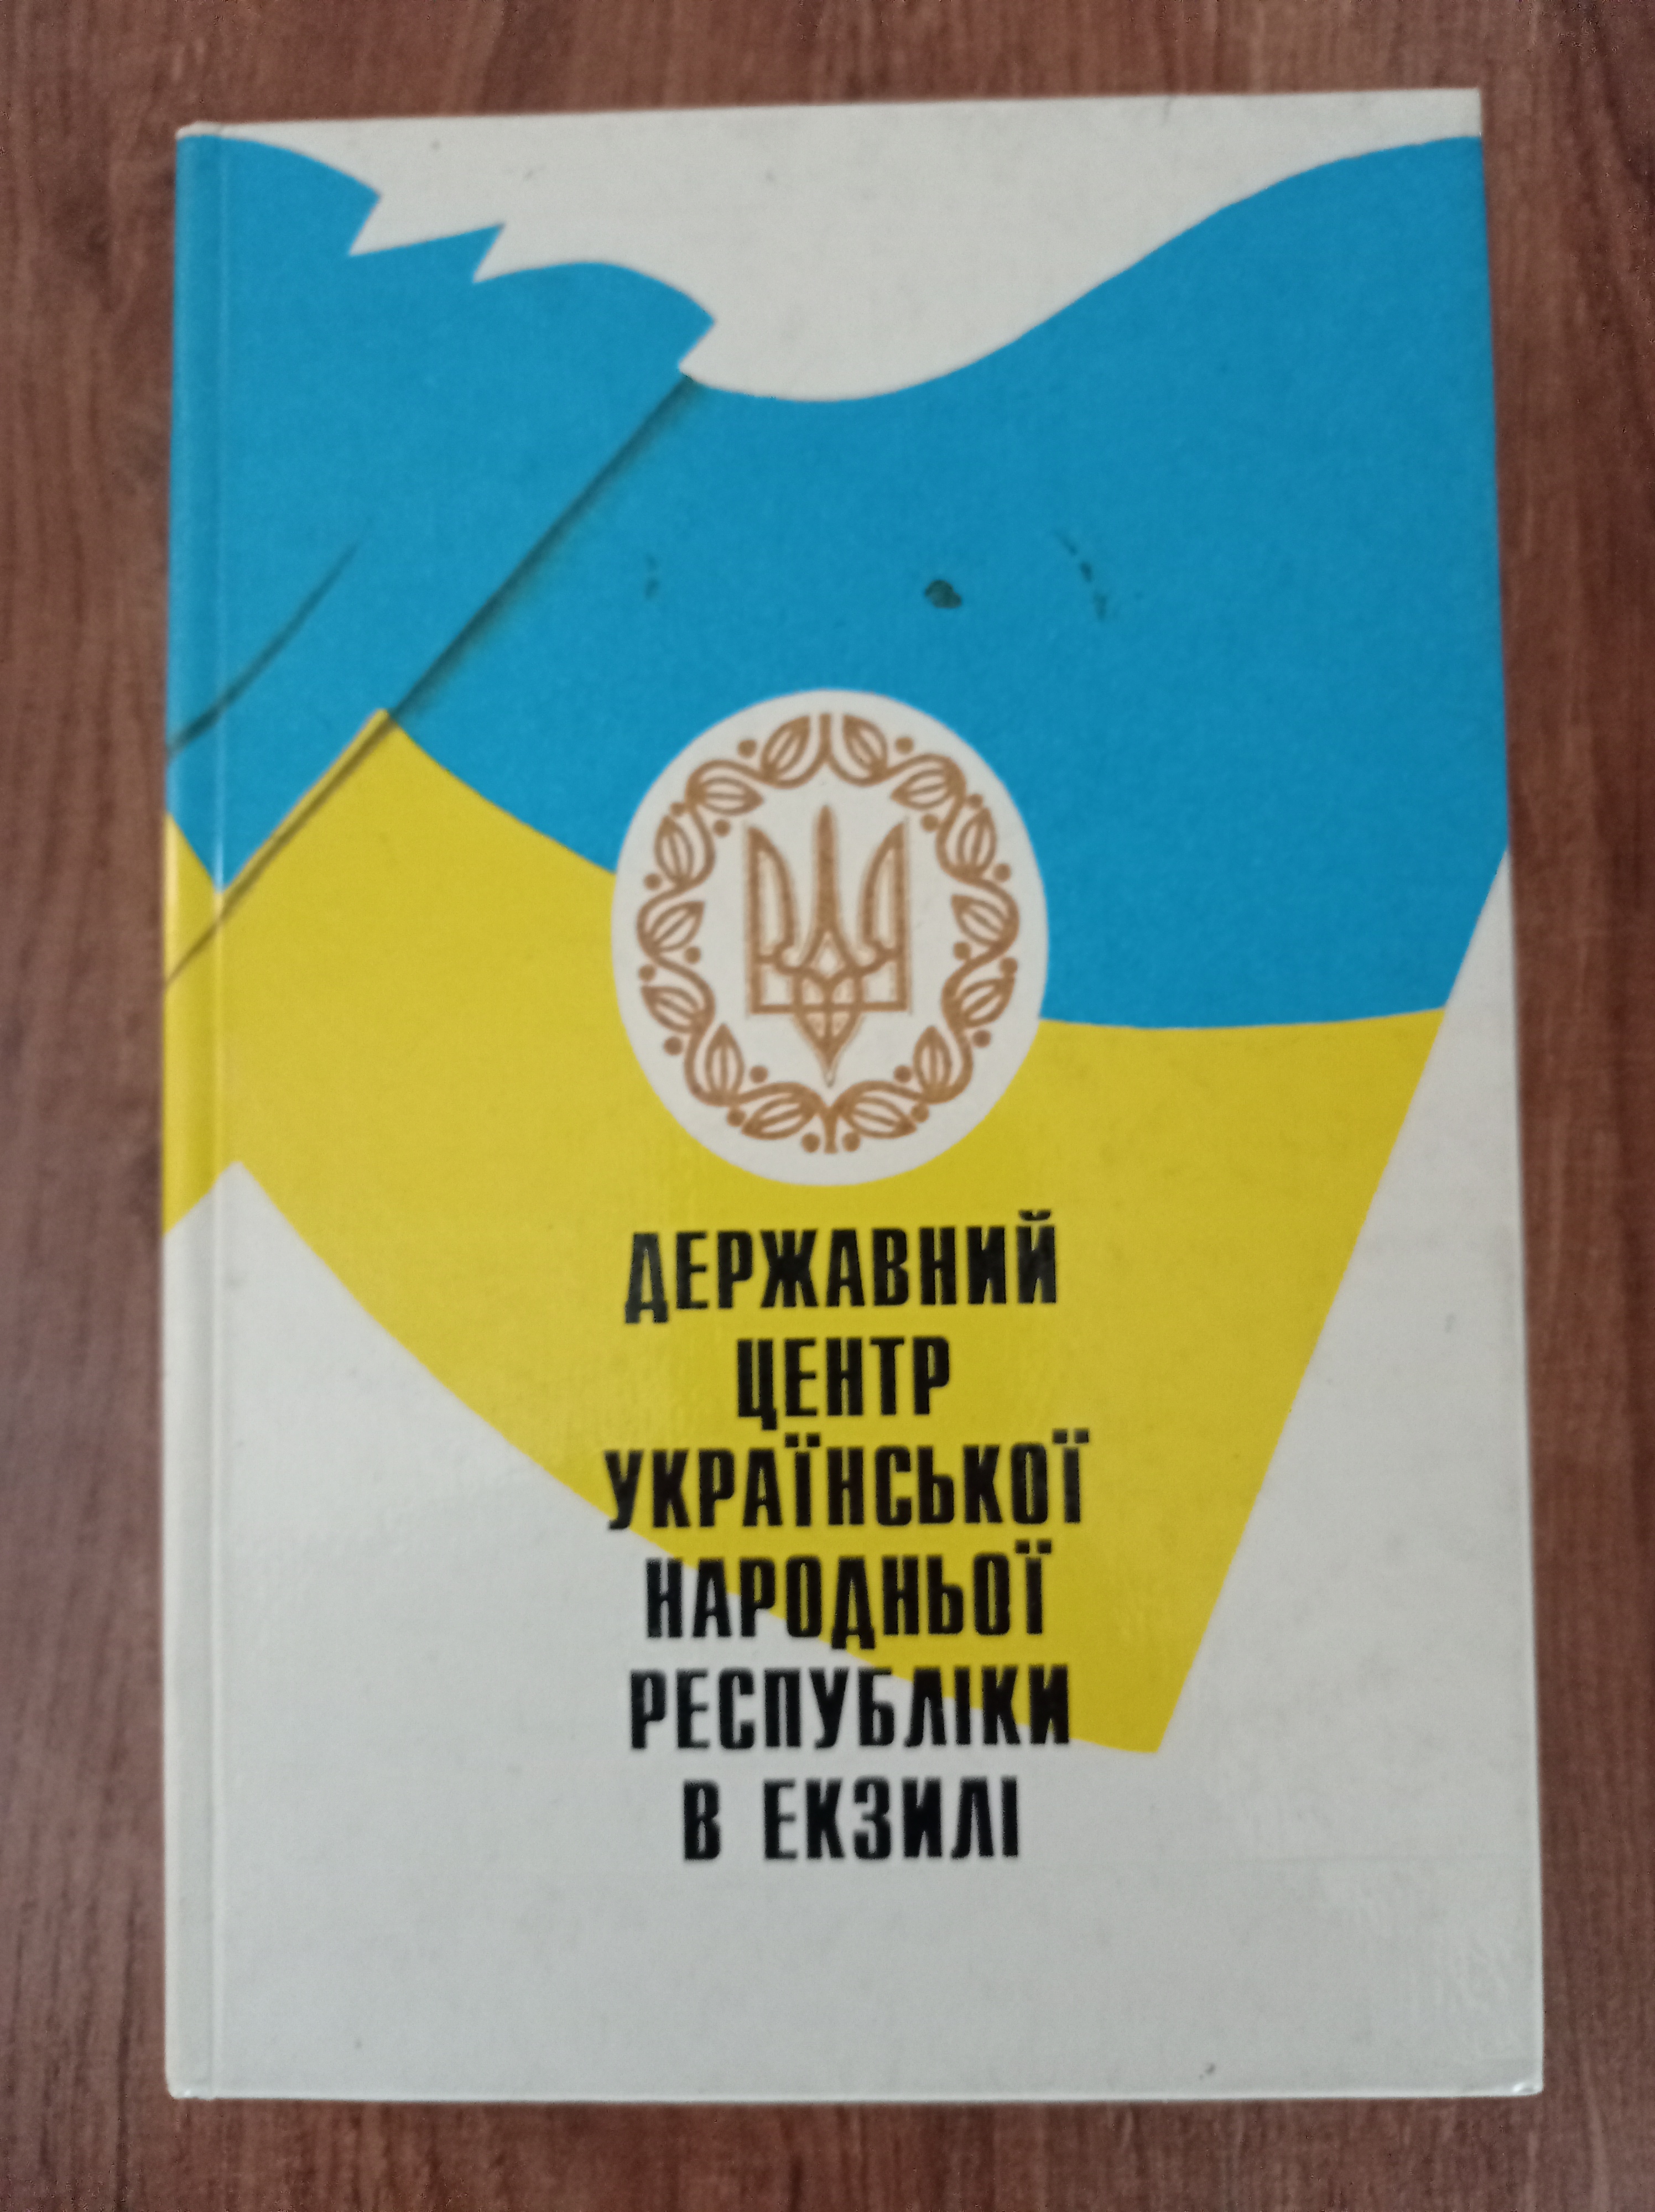 ДЕРЖАВНИЙ
ЦЕНТР
УКРАЇНСЬКОЇ
НАРОДНЬОЇ
РЕСПУБЛІКИ
В ЕКЗИЛІ